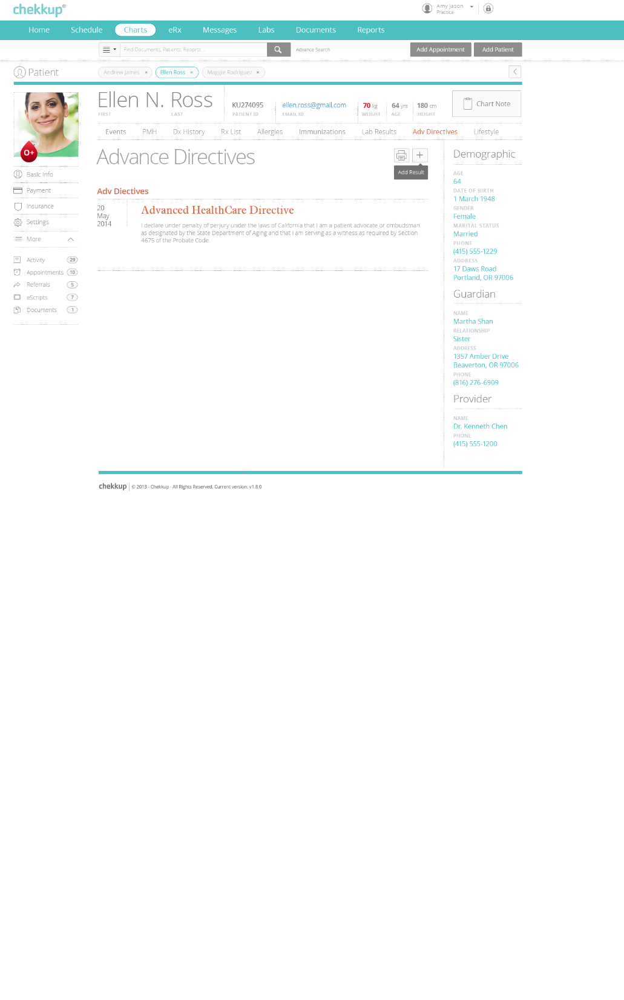 chekkup®
Amy Jason
Practice
Home Schedule Charts eRx Messages Labs Documents Reports
Find Documents, Patients, Reaprts ...
Advance Search
Add Appointment
Add Patient
Patient
Andrew James ×
Ellen Ross ×
Maggie Rodriguez ×
Ellen N. Ross
FIRST LAST
KU274095
PATIENT ID
ellen.ross@gmail.com
EMAIL ID
70 kg
WEIGHT
64 yrs
AGE
180 cm
HEIGHT
Chart Note
O+
Events PMH Dx History Rx List Allergies Immunizations Lab Results Adv Directives Lifestyle
Basic Info
Payment
Insurance
Settings
More
Activity 29
Appointments 10
Referrals 5
eScripts 7
Documents 1
Advance Directives
Add Result
Adv Diectives
20
May
2014
Advanced HealthCare Directive
I declare under penalty of perjury under the laws of California that I am a patient advocate or ombudsman
as designated by the State Department of Aging and that I am serving as a witness as required by Section
4675 of the Probate Code.
Demographic
AGE
64
DATE OF BIRTH
1 March 1948
GENDER
Female
MARITAL STATUS
Married
PHONE
(415) 555-1229
ADDRESS
17 Daws Road
Portland, OR 97006
Guardian
NAME
Martha Shan
RELATIONSHIP
Sister
ADDRESS
1357 Amber Drive
Beaverton, OR 97006
PHONE
(816) 276-6909
Provider
NAME
Dr. Kenneth Chen
PHONE
(415) 555-1200
chekkup © 2013 - Chekkup - All Rights Reserved. Current version: v1.8.0